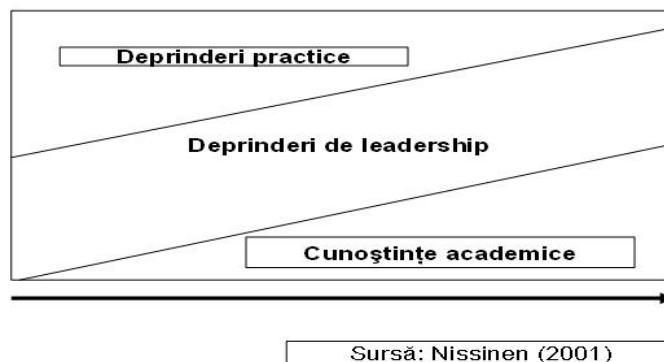 Deprinderi practice
Deprinderi de leadership
Cunoştinţe academice
Sursă: Nissinen (2001)